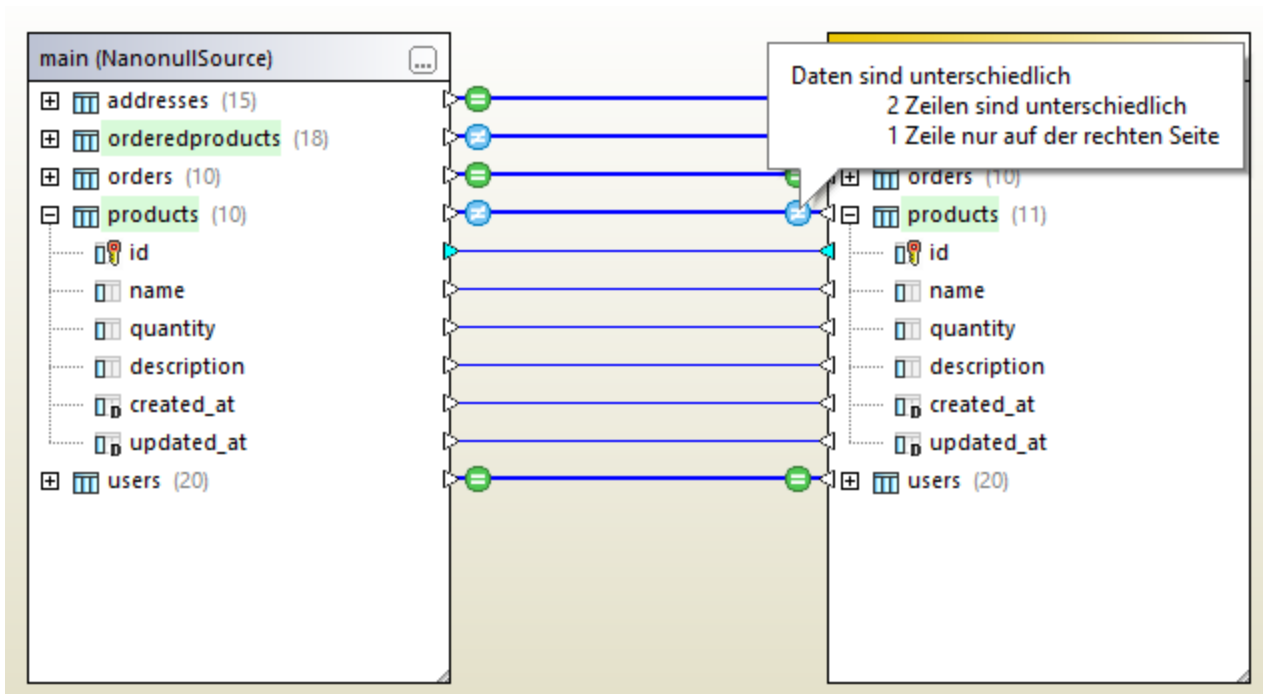 main (NanonullSource)
...
addresses (15)
orderedproducts (18)
orders (10)
products (10)
id
name
quantity
description
created_at
updated_at
users (20)
Daten sind unterschiedlich
2 Zeilen sind unterschiedlich
1 Zeile nur auf der rechten Seite
orders (10)
products (11)
id
name
quantity
description
created_at
updated_at
users (20)